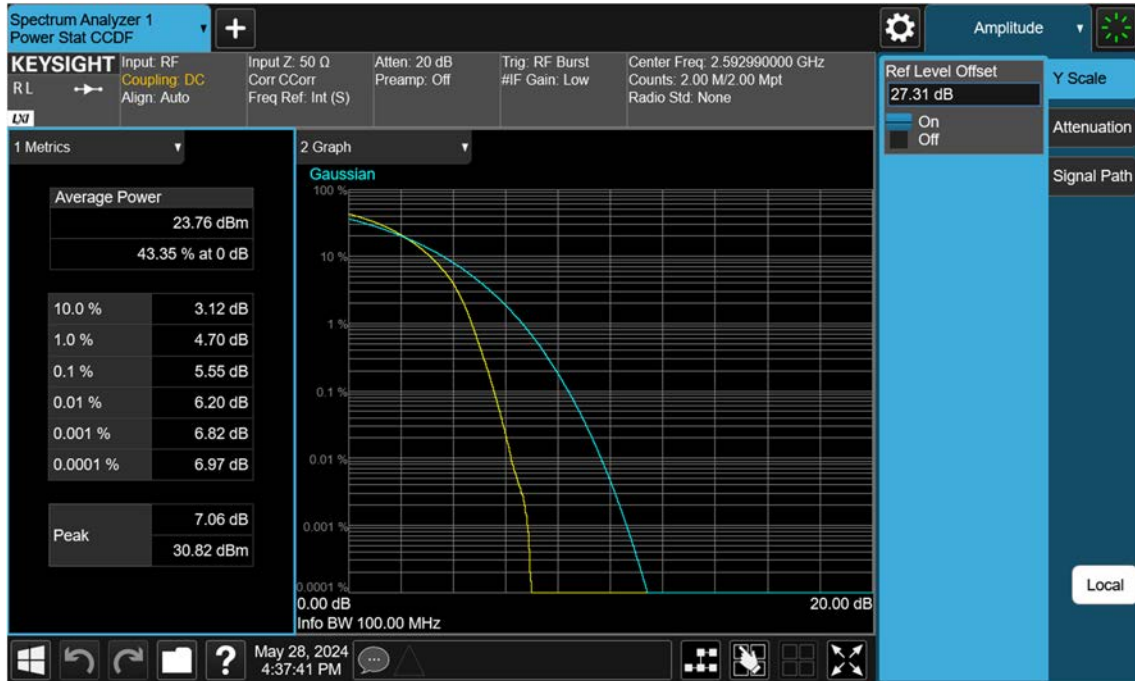 Spectrum Analyzer 1
Power Stat CCDF
Amplitude
KEYSIGHT
RL
LXI
Input: RF
Coupling: DC
Align: Auto
Input Z: 50 Ω
Corr CCorr
Freq Ref: Int (S)
Atten: 20 dB
Preamp: Off
Trig: RF Burst
#IF Gain: Low
Center Freq: 2.592990000 GHz
Counts: 2.00 M/2.00 Mpt
Radio Std: None
Ref Level Offset
27.31 dB
On
Off
Y Scale
Attenuation
Signal Path
1 Metrics
Average Power
23.76 dBm
43.35 % at 0 dB
10.0 % 3.12 dB
1.0 % 4.70 dB
0.1 % 5.55 dB
0.01 % 6.20 dB
0.001 % 6.82 dB
0.0001 % 6.97 dB
Peak
7.06 dB
30.82 dBm
2 Graph
Gaussian
100 %
10 %
1 %
0.1 %
0.01 %
0.001 %
0.0001 %
0.00 dB 20.00 dB
Info BW 100.00 MHz
Local
?
May 28, 2024
4:37:41 PM